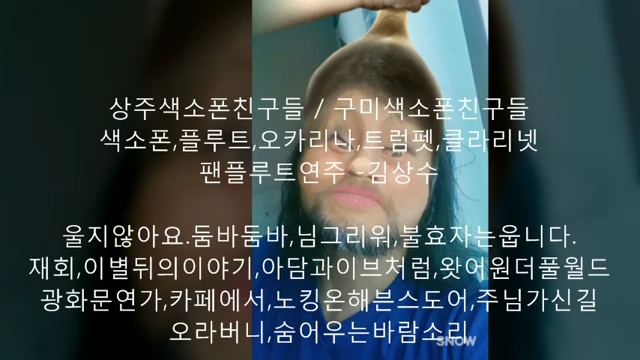 상주색소폰친구들 / 구미색소폰친구들
색소폰,플루트,오카리나,트럼펫,클라리넷
팬플루트연주 -김상수
울지않아요.둠바둠바,님그리워,불효자는웁니다.
재회,이별뒤의이야기,아담과이브처럼,왓어원더풀월드
광화문연가,카페에서,노킹온해븐스도어,주님가신길
오라버니,숨어우는바람소리
SNOW